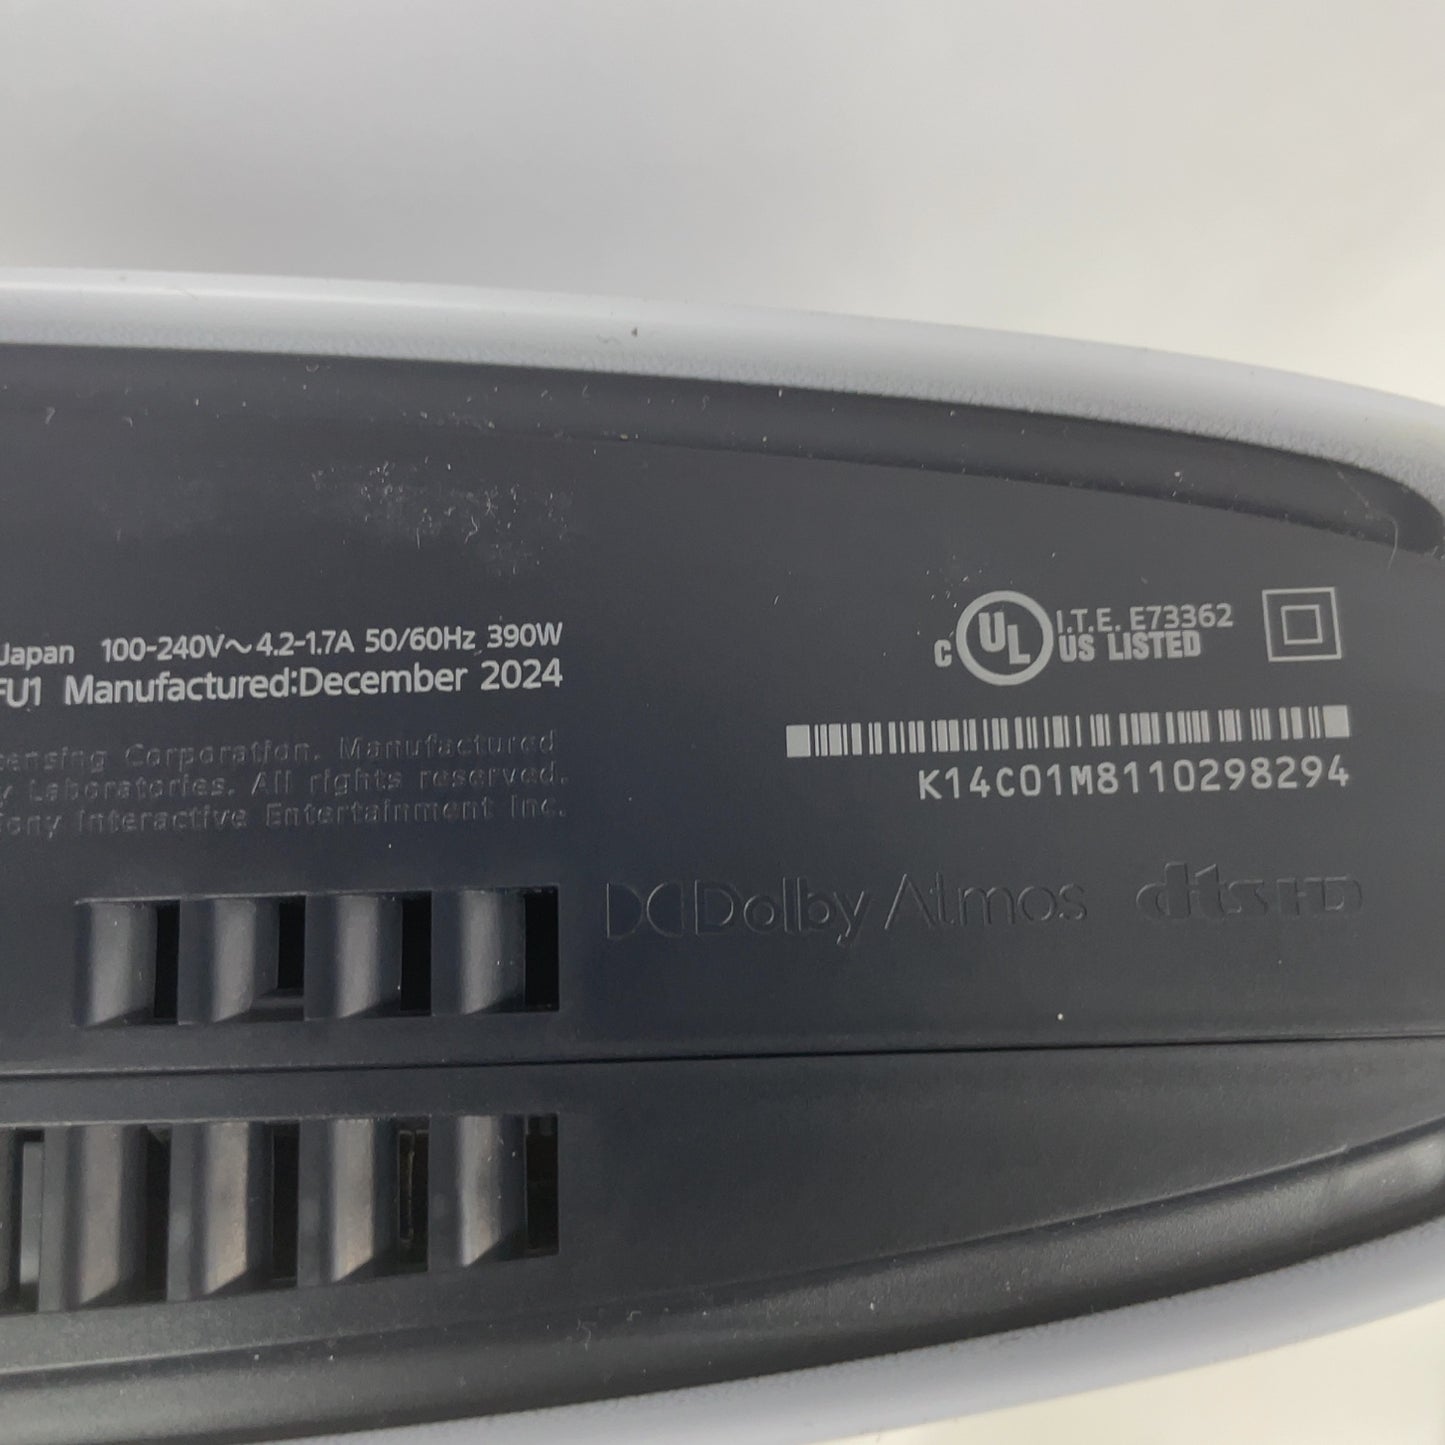 Japan 100-240V~4.2-1.7A 50/60Hz 390W
FU1 Manufactured:December 2024
Corporation. Manufactured
Laboratories. All rights reserved.
Sony Interactive Entertainment Inc.
c UL US LISTED
I.T.E. E73362
K14C01M8110298294
Dolby Atmos
dts HD